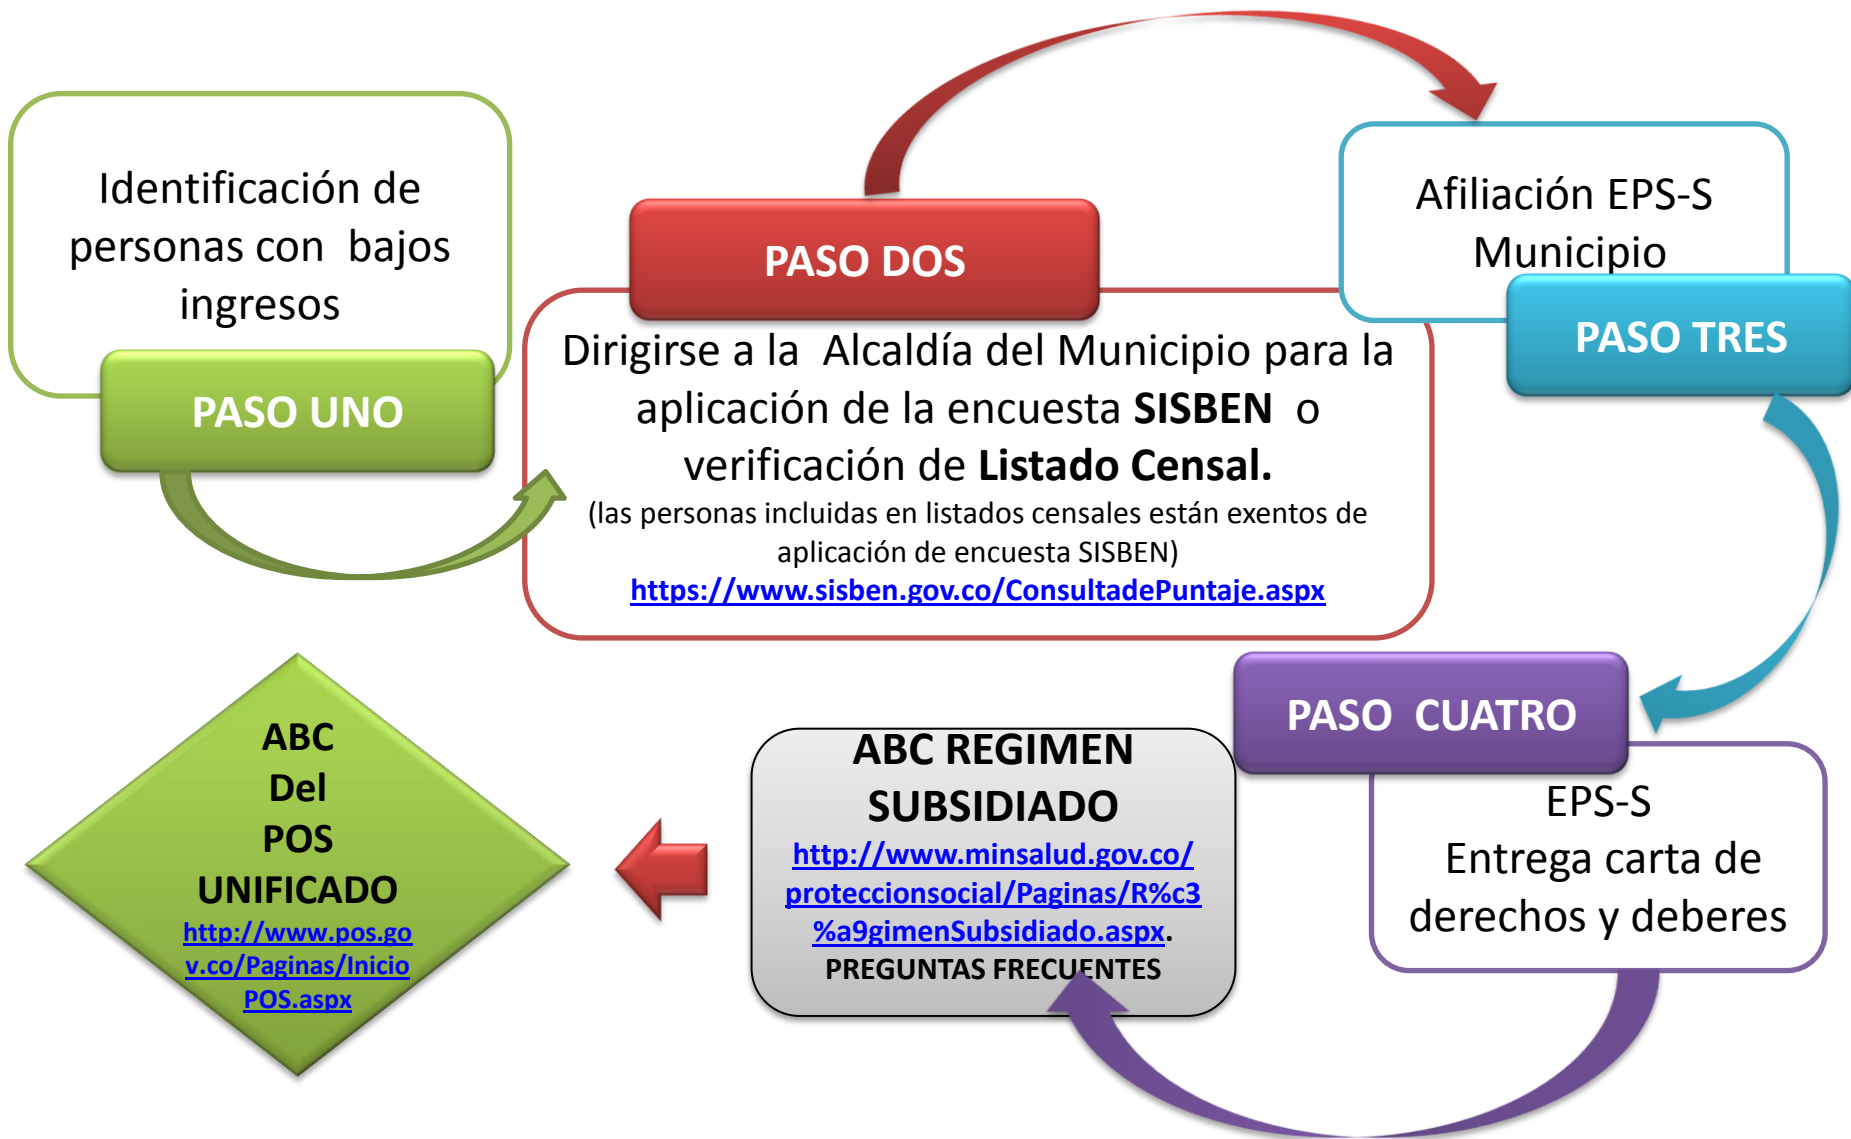 Identificación de
personas con bajos
ingresos
PASO UNO
PASO DOS
Dirigirse a la Alcaldía del Municipio para la
aplicación de la encuesta SISBEN o
verificación de Listado Censal.
(las personas incluidas en listados censales están exentos de
aplicación de encuesta SISBEN)
https://www.sisben.gov.co/ConsultadePuntaje.aspx
Afiliación EPS-S
Municipio
PASO TRES
PASO CUATRO
EPS-S
Entrega carta de
derechos y deberes
ABC REGIMEN
SUBSIDIADO
http://www.minsalud.gov.co/
proteccionsocial/Paginas/R%c3
%a9gimenSubsidiado.aspx.
PREGUNTAS FRECUENTES
ABC
Del
POS
UNIFICADO
http://www.pos.go
v.co/Paginas/Inicio
POS.aspx